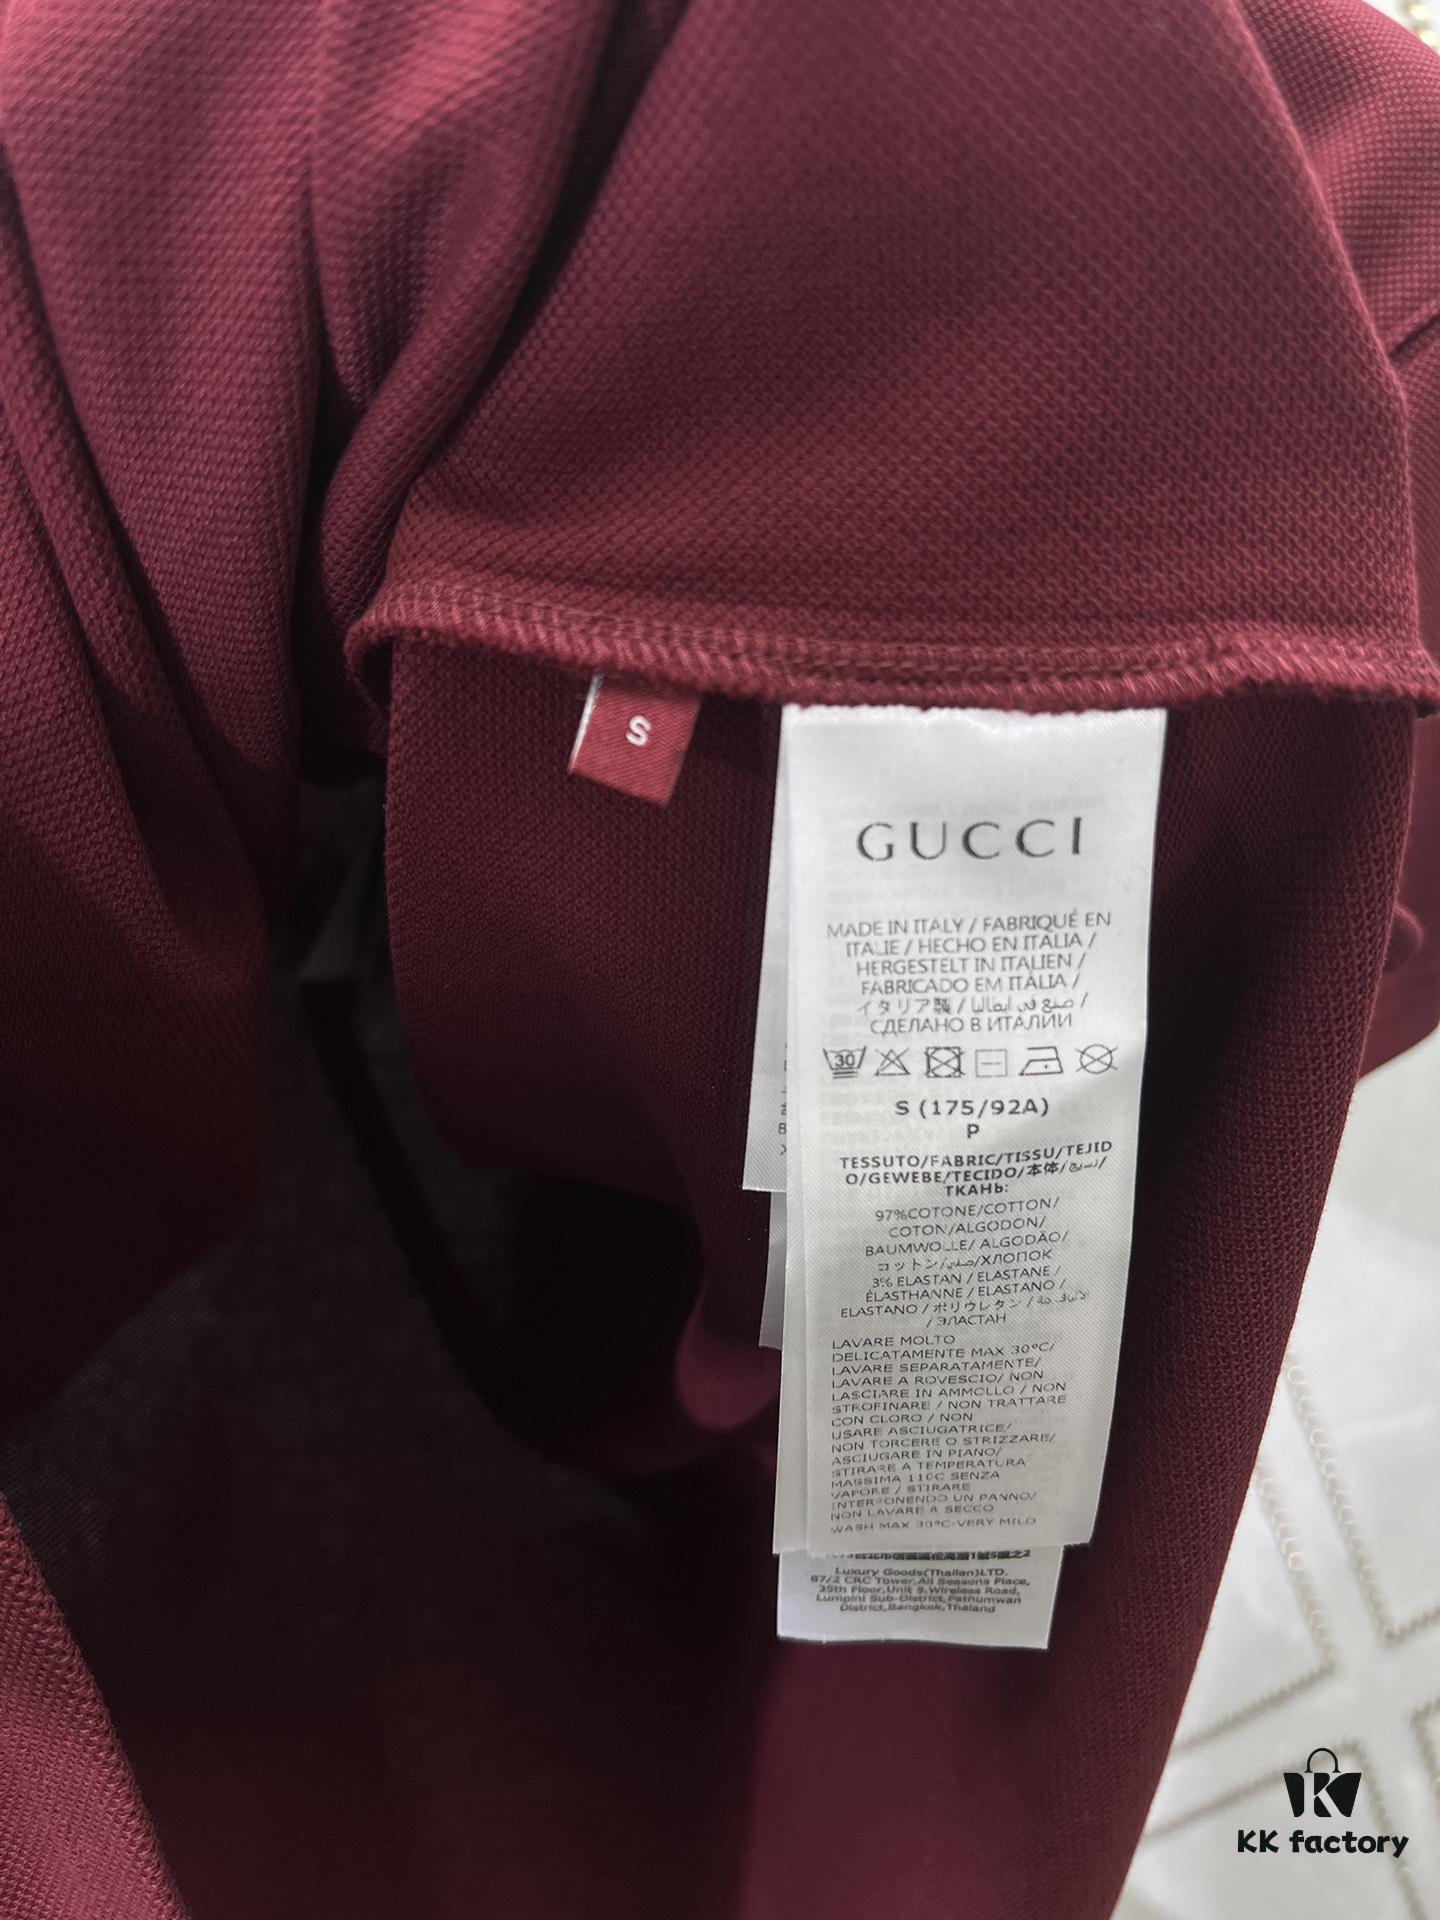 S
GUCCI
MADE IN ITALY / FABRIQUÉ EN
ITALIE / HECHO EN ITALIA /
HERGESTELT IN ITALIEN /
FABRICADO EM ITÁLIA /
イタリア製 / صنع في ايطاليا /
СДЕЛАНО В ИТАЛИИ
30
S (175/92A)
P
TESSUTO/FABRIC/TISSU/TEJID
O/GEWEBE/TECIDO/本体/نسيج/
ТКАНЬ:
97%COTONE/COTTON/
COTON/ALGODON/
BAUMWOLLE/ ALGODÃO/
コットン/صفي/ХЛОПОК
3% ELASTAN / ELASTANE /
ÉLASTHANNE / ELASTANO /
ELASTANO / ポリウレタン /
/ ЭЛАСТАН
LAVARE MOLTO
DELICATAMENTE MAX 30°C/
LAVARE SEPARATAMENTE/
LAVARE A ROVESCIO/ NON
LASCIARE IN AMMOLLO / NON
STROFINARE / NON TRATTARE
CON CLORO / NON
USARE ASCIUGATRICE/
NON TORCERE O STRIZZARE/
ASCIUGARE IN PIANO/
STIRARE A TEMPERATURA
MASSIMA 110C SENZA
VAPORE / STIRARE
INTERPONENDO UN PANNO/
NON LAVARE A SECCO
WASH MAX 30°C-VERY MILD
Luxury Goods(Thailan)LTD.
87/2 CRC Tower,All Seasons Place,
35th Floor,Unit 5,Wireless Road,
Lumpini Sub-District,Pathumwan
District,Bangkok,Thaland
KK factory